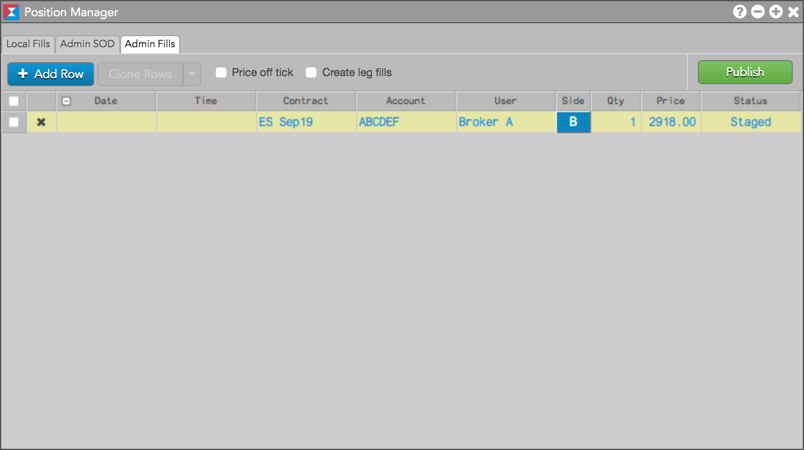 Position Manager
Local Fills Admin SOD Admin Fills
+ Add Row Clone Rows Price off tick Create leg fills Publish
Date Time Contract Account User Side Qty Price Status
ES Sep19 ABCDEF Broker A B 1 2918.00 Staged